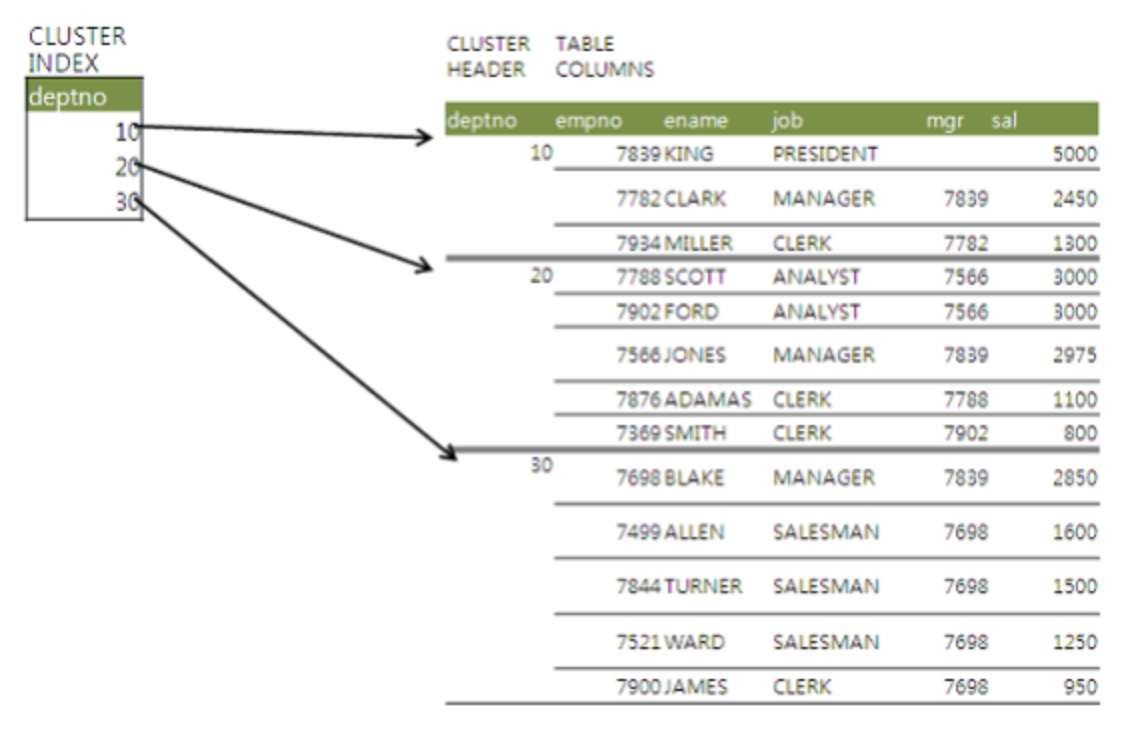 CLUSTER
INDEX
deptno
10
20
30
CLUSTER TABLE
HEADER COLUMNS
deptno empno ename job mgr sal
10 7839 KING PRESIDENT 5000
7782 CLARK MANAGER 7839 2450
7934 MILLER CLERK 7782 1300
20 7788 SCOTT ANALYST 7566 3000
7902 FORD ANALYST 7566 3000
7566 JONES MANAGER 7839 2975
7876 ADAMAS CLERK 7788 1100
7369 SMITH CLERK 7902 800
30 7698 BLAKE MANAGER 7839 2850
7499 ALLEN SALESMAN 7698 1600
7844 TURNER SALESMAN 7698 1500
7521 WARD SALESMAN 7698 1250
7900 JAMES CLERK 7698 950